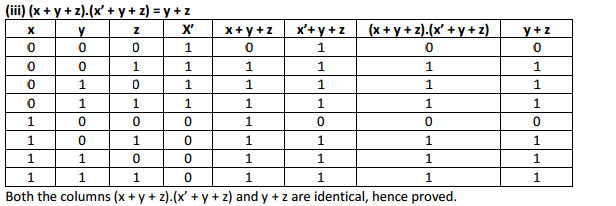 (iii) (x + y + z).(x’ + y + z) = y + z
x y z X’ x + y + z x’+ y + z (x + y + z).(x’ + y + z) y + z
0 0 0 1 0 1 0 0
0 0 1 1 1 1 1 1
0 1 0 1 1 1 1 1
0 1 1 1 1 1 1 1
1 0 0 0 1 0 0 0
1 0 1 0 1 1 1 1
1 1 0 0 1 1 1 1
1 1 1 0 1 1 1 1
Both the columns (x + y + z).(x’ + y + z) and y + z are identical, hence proved.